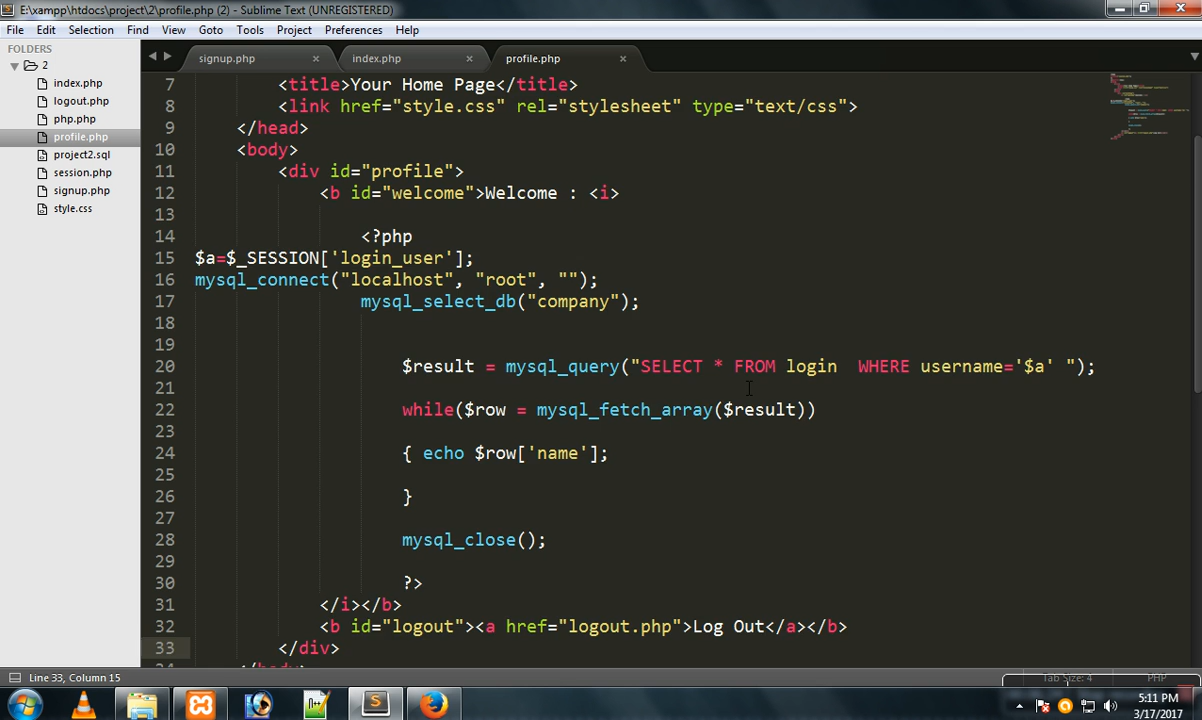 E:\xampp\htdocs\project\2\profile.php (2) - Sublime Text (UNREGISTERED)
File Edit Selection Find View Goto Tools Project Preferences Help
FOLDERS
2
index.php
logout.php
php.php
profile.php
project2.sql
session.php
signup.php
style.css
signup.php index.php profile.php
7 <title>Your Home Page</title>
8 <link href="style.css" rel="stylesheet" type="text/css">
9 </head>
10 <body>
11 <div id="profile">
12 <b id="welcome">Welcome : <i>
13
14 <?php
15 $a=$_SESSION['login_user'];
16 mysql_connect("localhost", "root", "");
17 mysql_select_db("company");
18
19
20 $result = mysql_query("SELECT * FROM login  WHERE username='$a' ");
21
22 while($row = mysql_fetch_array($result))
23
24 { echo $row['name'];
25
26 }
27
28 mysql_close();
29
30 ?>
31 </i></b>
32 <b id="logout"><a href="logout.php">Log Out</a></b>
33 </div>
Line 33, Column 15
Tab Size: 4 PHP
5:11 PM
3/17/2017